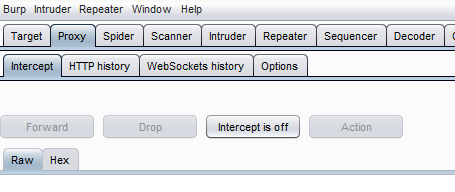 Burp Intruder Repeater Window Help
Target Proxy Spider Scanner Intruder Repeater Sequencer Decoder
Intercept HTTP history WebSockets history Options
Forward Drop Intercept is off Action
Raw Hex